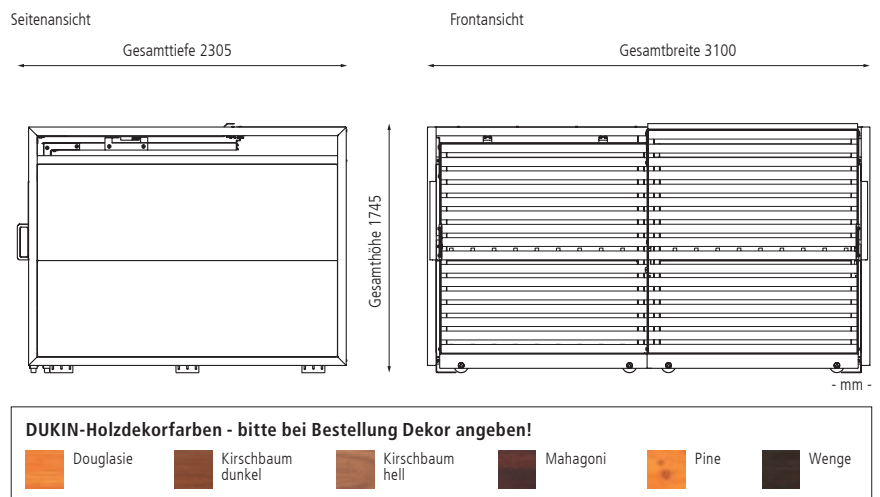 Seitenansicht
Frontansicht
Gesamttiefe 2305
Gesamtbreite 3100
Gesamthöhe 1745
- mm -
DUKIN-Holzdekorfarben - bitte bei Bestellung Dekor angeben!
Douglasie
Kirschbaum
dunkel
Kirschbaum
hell
Mahagoni
Pine
Wenge